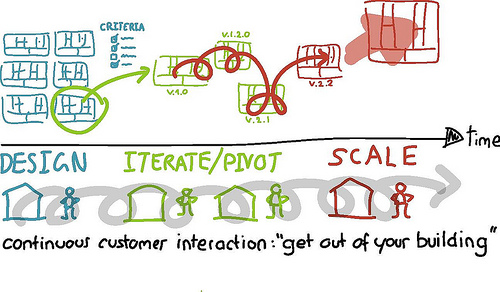 CRITERIA
v.1.0
v.1.2.0
v.2.1
v.2.2
time
DESIGN
ITERATE/PIVOT
SCALE
continuous customer interaction: "get out of your building"